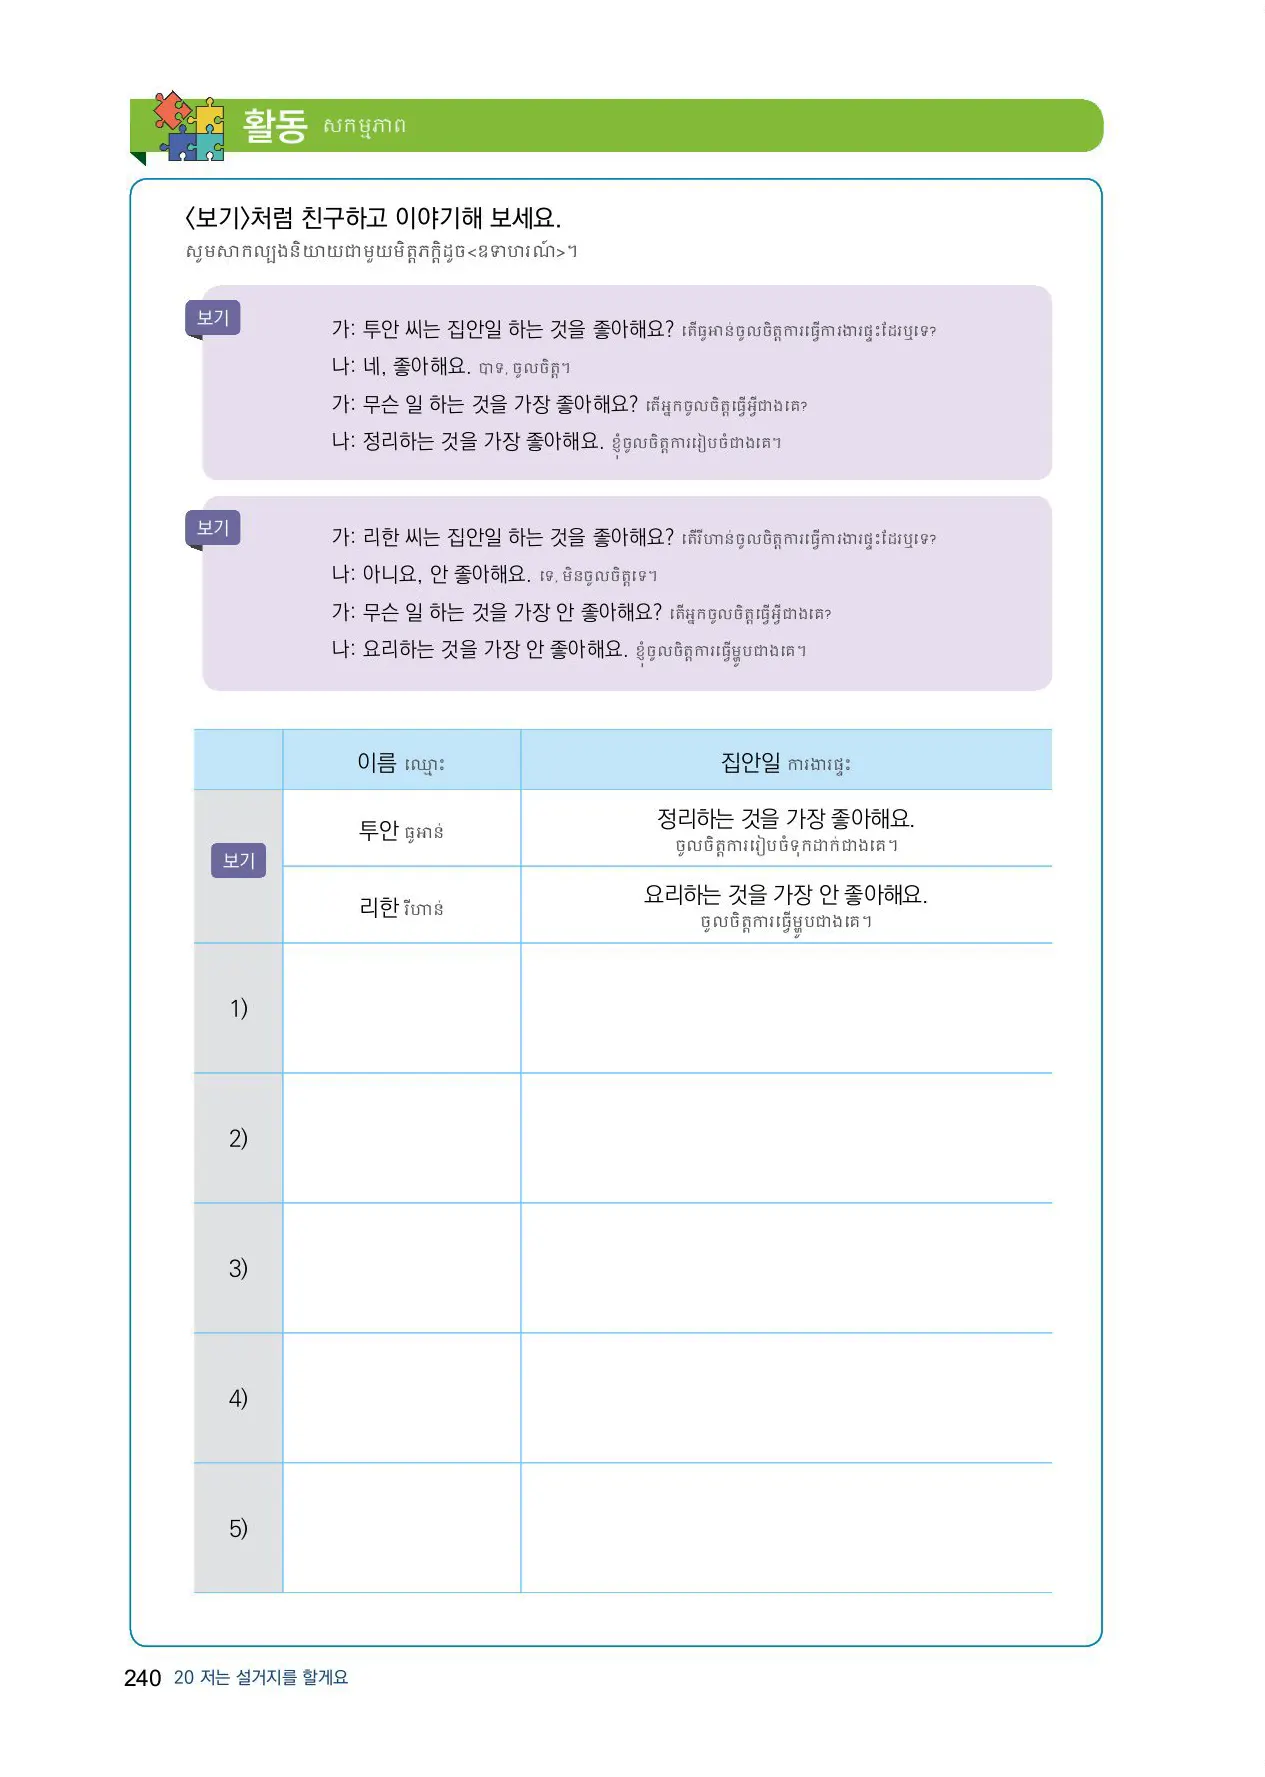 활동 សកម្មភាព
〈보기〉처럼 친구하고 이야기해 보세요.
សូមសាកល្បងនិយាយជាមួយមិត្តភក្តិដូច<ឧទាហរណ៍>។
보기
가: 투안 씨는 집안일 하는 것을 좋아해요? តើធូអាន់ចូលចិត្តការធ្វើការងារផ្ទះដែរឬទេ?
나: 네, 좋아해요. បាទ, ចូលចិត្ត។
가: 무슨 일 하는 것을 가장 좋아해요? តើអ្នកចូលចិត្តធ្វើអ្វីជាងគេ?
나: 정리하는 것을 가장 좋아해요. ខ្ញុំចូលចិត្តការរៀបចំជាងគេ។
보기
가: 리한 씨는 집안일 하는 것을 좋아해요? តើរីហាន់ចូលចិត្តការធ្វើការងារផ្ទះដែរឬទេ?
나: 아니요, 안 좋아해요. ទេ, មិនចូលចិត្តទេ។
가: 무슨 일 하는 것을 가장 안 좋아해요? តើអ្នកចូលចិត្តធ្វើអ្វីជាងគេ?
나: 요리하는 것을 가장 안 좋아해요. ខ្ញុំចូលចិត្តការធ្វើម្ហូបជាងគេ។
이름 ឈ្មោះ 집안일 ការងារផ្ទះ
보기
투안 ធូអាន់ 정리하는 것을 가장 좋아해요.
ចូលចិត្តការរៀបចំទុកដាក់ជាងគេ។
리한 រីហាន់ 요리하는 것을 가장 안 좋아해요.
ចូលចិត្តការធ្វើម្ហូបជាងគេ។
1)
2)
3)
4)
5)
240 20 저는 설거지를 할게요